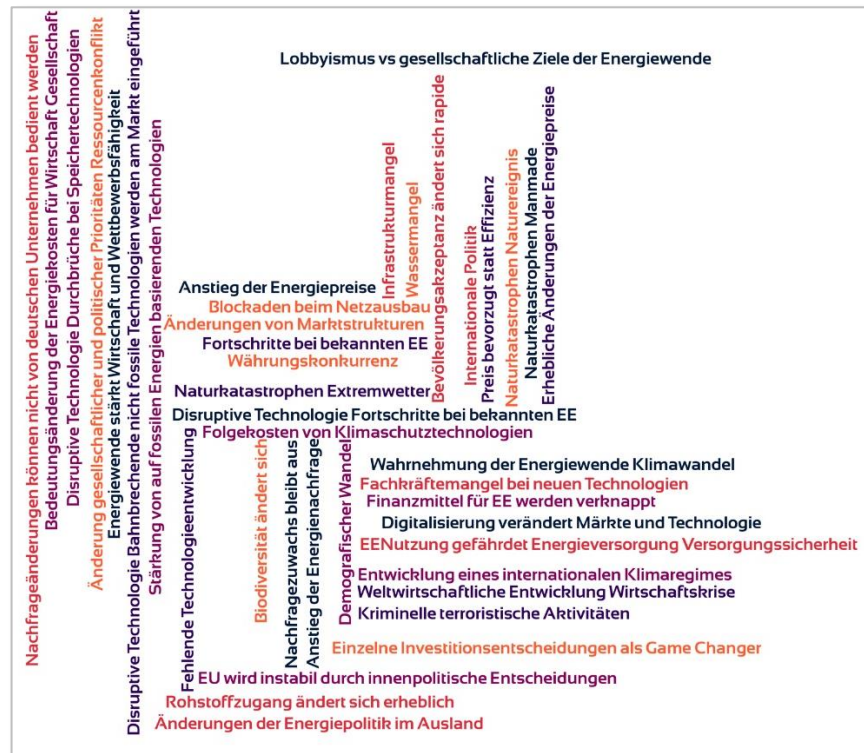 Nachfrageänderungen können nicht von deutschen Unternehmen bedient werden
Bedeutungsänderung der Energiekosten für Wirtschaft Gesellschaft
Disruptive Technologie Durchbrüche bei Speichertechnologien
Änderung gesellschaftlicher und politischer Prioritäten Ressourcenkonflikt
Energiewende stärkt Wirtschaft und Wettbewerbsfähigkeit
Disruptive Technologie Bahnbrechende nicht fossile Technologien werden am Markt eingeführt
Stärkung von auf fossilen Energien basierenden Technologien
Lobbyismus vs gesellschaftliche Ziele der Energiewende
Infrastrukturmangel
Wassermangel
Bevölkerungsakzeptanz ändert sich rapide
Internationale Politik
Preis bevorzugt statt Effizienz
Naturkatastrophen Naturereignis
Naturkatastrophen Manmade
Erhebliche Änderungen der Energiepreise
Anstieg der Energiepreise
Blockaden beim Netzausbau
Änderungen von Marktstrukturen
Fortschritte bei bekannten EE
Währungskonkurrenz
Naturkatastrophen Extremwetter
Disruptive Technologie Fortschritte bei bekannten EE
Folgekosten von Klimaschutztechnologien
Fehlende Technologieentwicklung
Biodiversität ändert sich
Nachfragezuwachs bleibt aus
Anstieg der Energienachfrage
Demografischer Wandel
Wahrnehmung der Energiewende Klimawandel
Fachkräftemangel bei neuen Technologien
Finanzmittel für EE werden verknappt
Digitalisierung verändert Märkte und Technologie
EENutzung gefährdet Energieversorgung Versorgungssicherheit
Entwicklung eines internationalen Klimaregimes
Weltwirtschaftliche Entwicklung Wirtschaftskrise
Kriminelle terroristische Aktivitäten
Einzelne Investitionsentscheidungen als Game Changer
EU wird instabil durch innenpolitische Entscheidungen
Rohstoffzugang ändert sich erheblich
Änderungen der Energiepolitik im Ausland